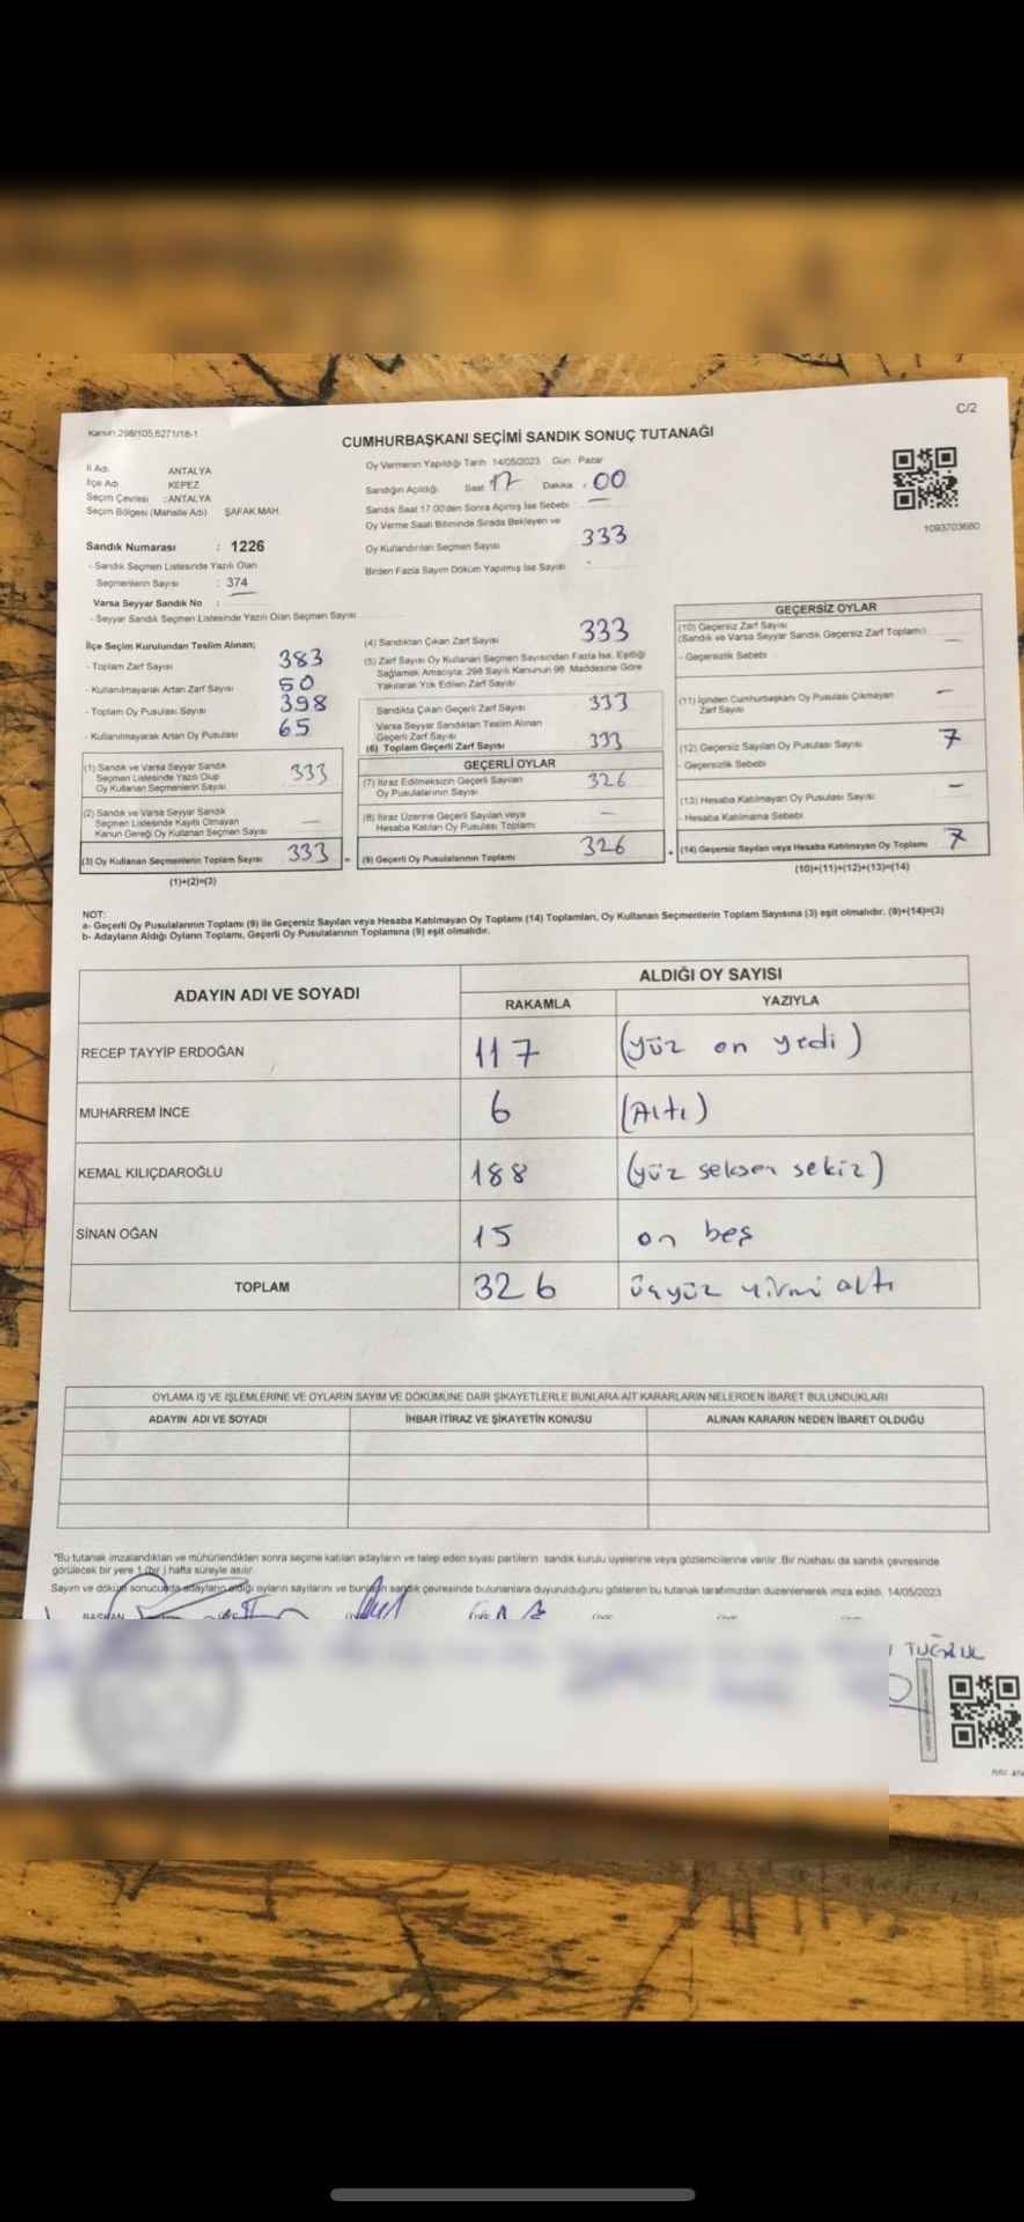 C/2
Kanun 298/105,6271/16-1
CUMHURBAŞKANI SEÇİMİ SANDIK SONUÇ TUTANAĞI
İl Adı ANTALYA
İlçe Adı KEPEZ
Seçim Çevresi : ANTALYA
Seçim Bölgesi (Mahalle Adı) ŞAFAK MAH.
Sandık Numarası : 1226
- Sandık Seçmen Listesinde Yazılı Olan
Seçmenlerin Sayısı : 374
Varsa Seyyar Sandık No :
- Seyyar Sandık Seçmen Listesinde Yazılı Olan Seçmen Sayısı
Oy Vermenin Yapıldığı Tarih 14/05/2023 Gün Pazar
Sandığın Açıldığı Saat 17 Dakika : 00
Sandık Saat 17.00'den Sonra Açılmış İse Sebebi —
Oy Verme Saati Bitiminde Sırada Bekleyen ve
Oy Kullandırılan Seçmen Sayısı 333
Birden Fazla Sayım Döküm Yapılmış İse Sayısı -
1093703680
İlçe Seçim Kurulundan Teslim Alınan;
- Toplam Zarf Sayısı 383
- Kullanılmayarak Artan Zarf Sayısı 50
- Toplam Oy Pusulası Sayısı 398
- Kullanılmayarak Artan Oy Pusulası 65
(1) Sandık ve Varsa Seyyar Sandık
Seçmen Listesinde Yazılı Olup
Oy Kullanan Seçmenlerin Sayısı 333
(2) Sandık ve Varsa Seyyar Sandık
Seçmen Listesinde Kayıtlı Olmayan
Kanun Gereği Oy Kullanan Seçmen Sayısı —
(3) Oy Kullanan Seçmenlerin Toplam Sayısı 333
(1)+(2)=(3)
(4) Sandıktan Çıkan Zarf Sayısı 333
(5) Zarf Sayısı Oy Kullanan Seçmen Sayısından Fazla İse, Eşitliği
Sağlamak Amacıyla, 298 Sayılı Kanunun 98. Maddesine Göre
Yakılarak Yok Edilen Zarf Sayısı
Sandıkta Çıkan Geçerli Zarf Sayısı 333
Varsa Seyyar Sandıktan Teslim Alınan
Geçerli Zarf Sayısı
(6) Toplam Geçerli Zarf Sayısı 333
GEÇERLİ OYLAR
(7) İtiraz Edilmeksizin Geçerli Sayılan
Oy Pusulalarının Sayısı 326
(8) İtiraz Üzerine Geçerli Sayılan veya
Hesaba Katılan Oy Pusulası Toplamı —
(9) Geçerli Oy Pusulalarının Toplamı 326
GEÇERSİZ OYLAR
(10) Geçersiz Zarf Sayısı
(Sandık ve Varsa Seyyar Sandık Geçersiz Zarf Toplamı) —
- Geçersizlik Sebebi
(11) İçinden Cumhurbaşkanı Oy Pusulası Çıkmayan
Zarf Sayısı —
(12) Geçersiz Sayılan Oy Pusulası Sayısı 7
- Geçersizlik Sebebi
(13) Hesaba Katılmayan Oy Pusulası Sayısı —
- Hesaba Katılmama Sebebi
(14) Geçersiz Sayılan veya Hesaba Katılmayan Oy Toplamı 7
(10)+(11)+(12)+(13)=(14)
NOT:
a- Geçerli Oy Pusulalarının Toplamı (9) ile Geçersiz Sayılan veya Hesaba Katılmayan Oy Toplamı (14) Toplamları, Oy Kullanan Seçmenlerin Toplam Sayısına (3) eşit olmalıdır. (9)+(14)=(3)
b- Adayların Aldığı Oyların Toplamı, Geçerli Oy Pusulalarının Toplamına (9) eşit olmalıdır.
ADAYIN ADI VE SOYADI ALDIĞI OY SAYISI
RAKAMLA YAZIYLA
RECEP TAYYİP ERDOĞAN 117 (yüz on yedi)
MUHARREM İNCE 6 (Altı)
KEMAL KILIÇDAROĞLU 188 (yüz seksen sekiz)
SİNAN OĞAN 15 on beş
TOPLAM 326 üçyüz yirmi altı
OYLAMA İŞ VE İŞLEMLERİNE VE OYLARIN SAYIM VE DÖKÜMÜNE DAİR ŞİKAYETLERLE BUNLARA AİT KARARLARIN NELERDEN İBARET BULUNDUKLARI
ADAYIN ADI VE SOYADI İHBAR İTİRAZ VE ŞİKAYETİN KONUSU ALINAN KARARIN NEDEN İBARET OLDUĞU
"Bu tutanak imzalandıktan ve mühürlendikten sonra seçime katılan adayların ve talep eden siyasi partilerin sandık kurulu üyelerine veya gözlemcilerine verilir. Bir nüshası da sandık çevresinde
görülecek bir yere 1 (bir) hafta süreyle asılır.
Sayım ve döküm sonucunda adayların aldığı oyların sayılarını ve bunların sandık çevresinde bulunanlara duyurulduğunu gösteren bu tutanak tarafımızdan düzenlenerek imza edildi. 14/05/2023
BAŞKAN
TUĞRUL